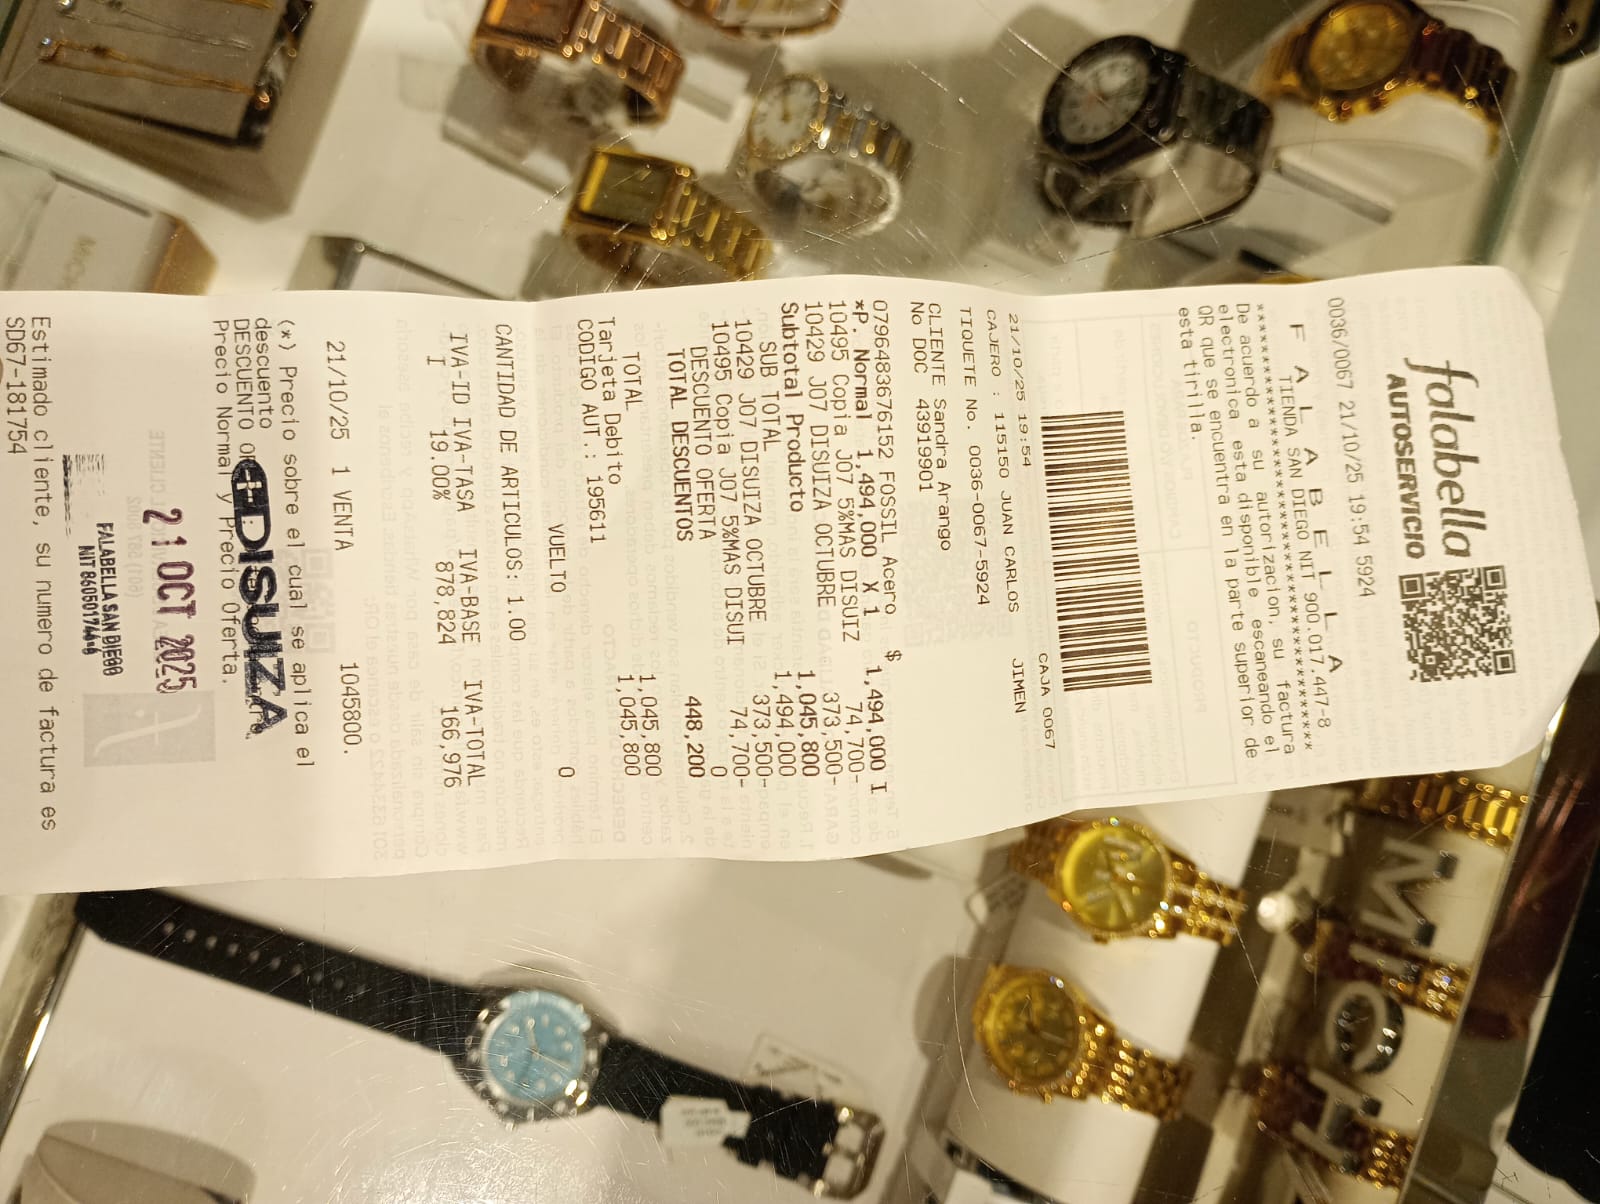 falabella
AUTOSERVICIO
0036/0067 21/10/25 19:54 5924
F A L A B E L L A
TIENDA SAN DIEGO NIT 900.017.447-8
De acuerdo a su autorizacion, su factura
electronica esta disponible escaneando el
QR que se encuentra en la parte superior de
esta tirilla.
CAJA 0067
21/10/25 19:54
CAJERO : 115150 JUAN CARLOS JIMEN
TIQUETE No. 0036-0067-5924
CLIENTE Sandra Arango
No DOC 43919901
$
0796483676152 FOSSIL Acero 1,494,000 I
*P. Normal 1,494,000 X 1
10495 Copia J07 5%MAS DISUIZ 74,700-
10429 J07 DISUIZA OCTUBRE 373,500-
Subtotal Producto 1,045,800
SUB TOTAL 1,494,000
10429 J07 DISUIZA OCTUBRE 373,500-
10495 Copia J07 5%MAS DISUI 74,700-
DESCUENTO OFERTA 0
TOTAL DESCUENTOS 448,200
TOTAL 1,045,800
Tarjeta Debito 1,045,800
CODIGO AUT.: 195611
VUELTO 0
CANTIDAD DE ARTICULOS: 1.00
IVA-ID IVA-TASA IVA-BASE IVA-TOTAL
I 19.00% 878,824 166,976
21/10/25 1 VENTA 1045800.
(*) Precio sobre el cual se aplica el
descuento
DESCUENTO
+DISUIZA
Precio Normal y Precio Oferta.
21 OCT 2025
FALABELLA SAN DIEGO
NIT
Estimado cliente, su numero de factura es
SD67-181754
MICH